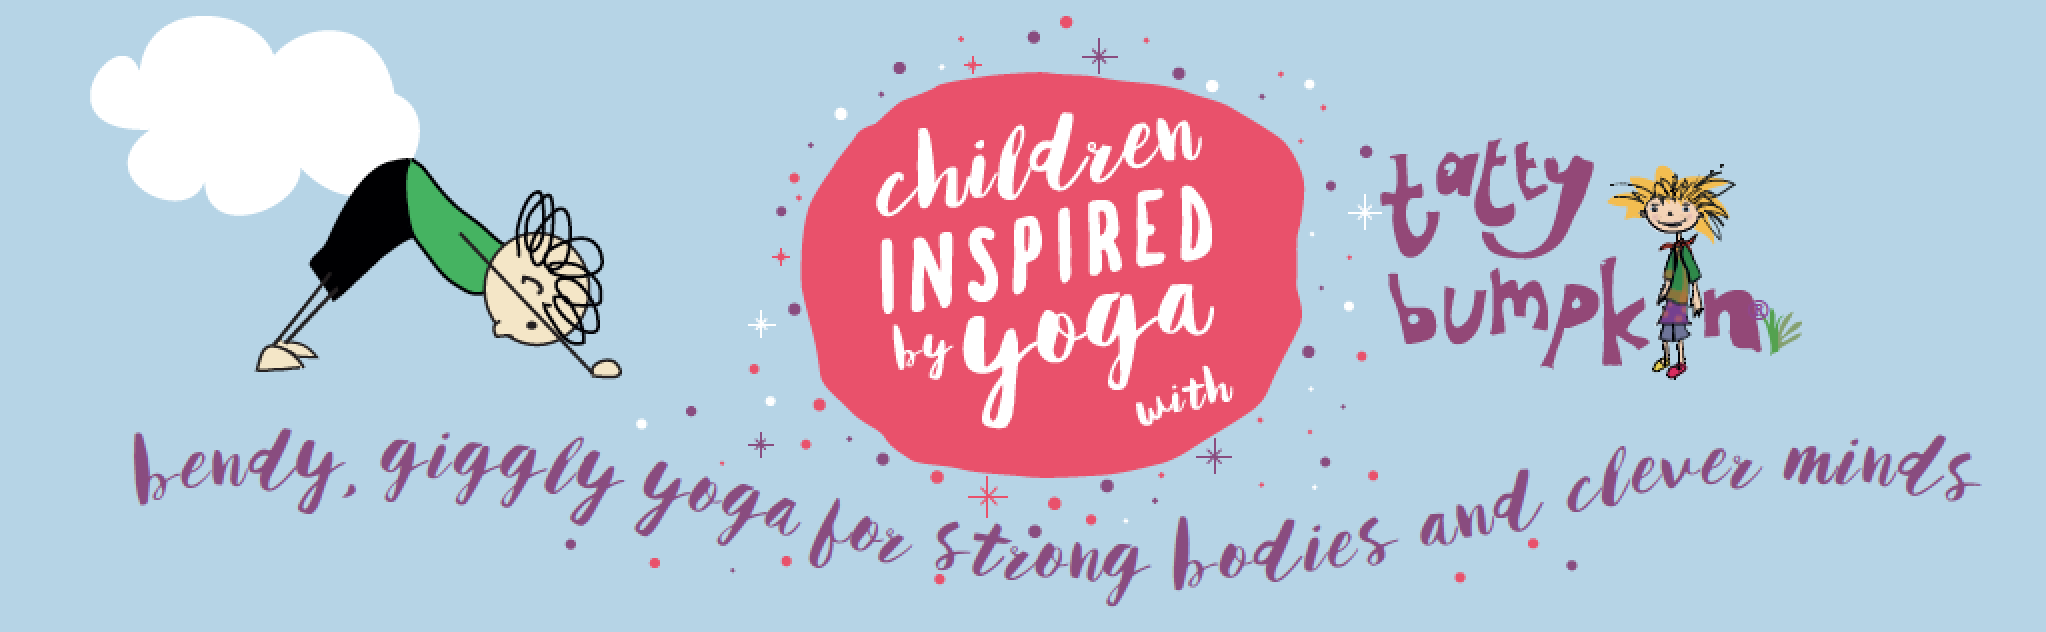 children
INSPIRED
by yoga
with
tatty
bumpkin®
bendy, giggly yoga for strong bodies and clever minds